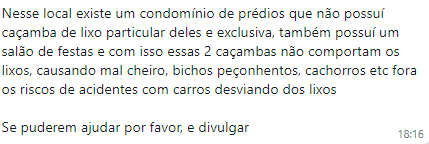 Nesse local existe um condomínio de prédios que não possuí
caçamba de lixo particular deles e exclusiva, também possuí um
salão de festas e com isso essas 2 caçambas não comportam os
lixos, causando mal cheiro, bichos peçonhentos, cachorros etc fora
os riscos de acidentes com carros desviando dos lixos
Se puderem ajudar por favor, e divulgar
18:16